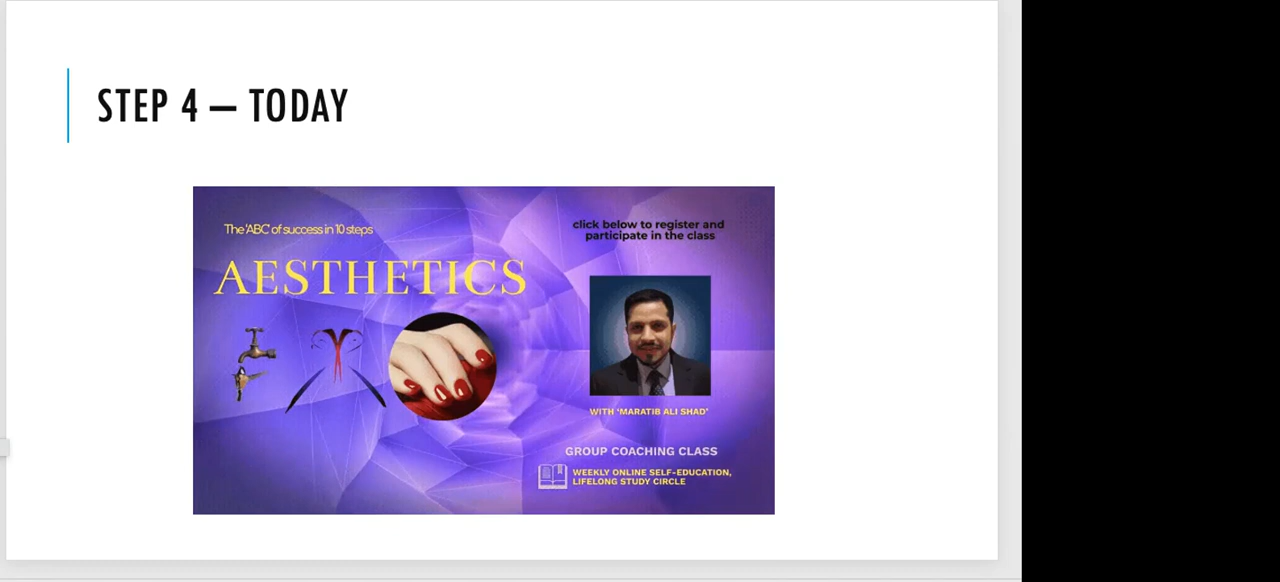 STEP 4 – TODAY
The 'ABC' of success in 10 steps
AESTHETICS
click below to register and
participate in the class
WITH ‘MARATIB ALI SHAD’
GROUP COACHING CLASS
WEEKLY ONLINE SELF-EDUCATION,
LIFELONG STUDY CIRCLE